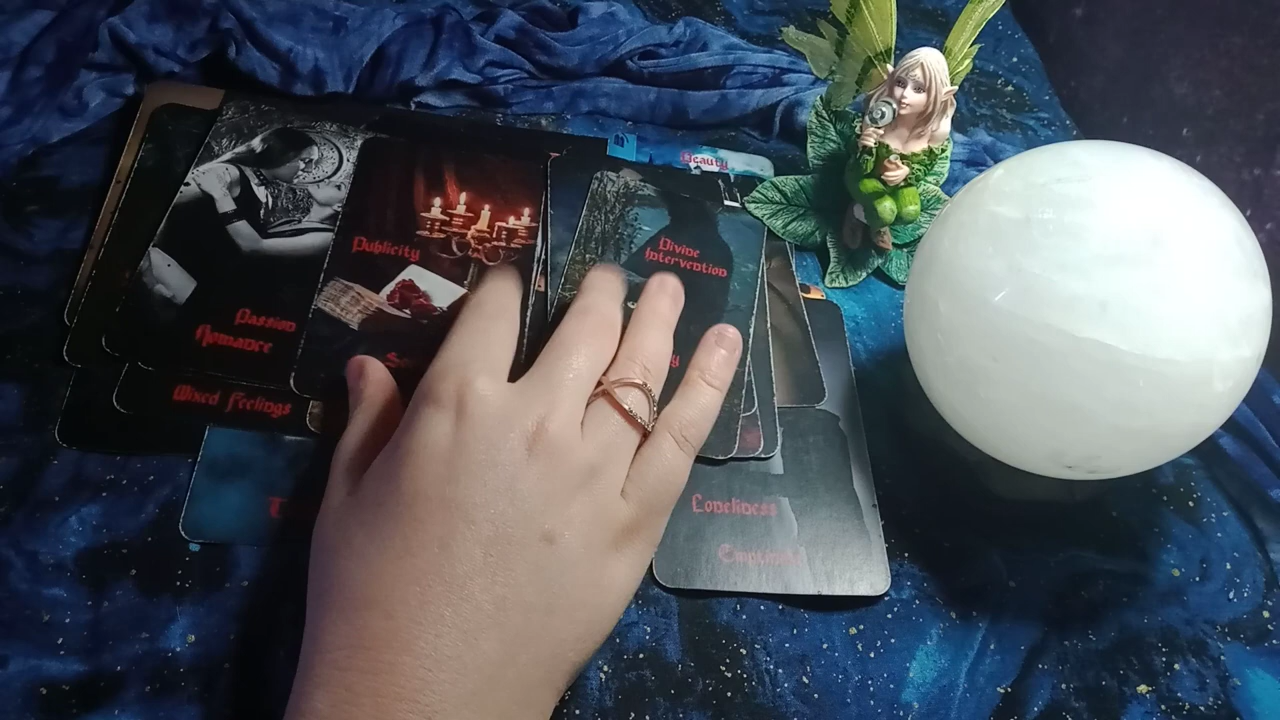 Beauty
Publicity
Divine
Intervention
Passion
Romance
Mixed Feelings
Loneliness